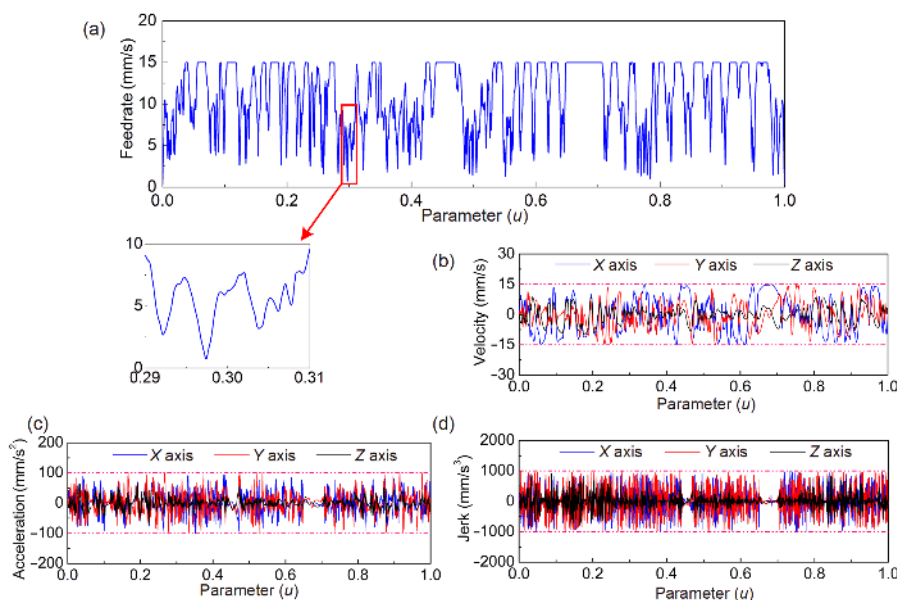 (a)
20
15
10
5
0
Feedrate (mm/s)
0.0 0.2 0.4 0.6 0.8 1.0
Parameter (u)
10
5
0
0.29 0.30 0.31
(b)
30
15
0
−15
−30
Velocity (mm/s)
X axis Y axis Z axis
0.0 0.2 0.4 0.6 0.8 1.0
Parameter (u)
(c)
200
100
0
−100
−200
Acceleration (mm/s²)
X axis Y axis Z axis
0.0 0.2 0.4 0.6 0.8 1.0
Parameter (u)
(d)
2000
1000
0
−1000
−2000
Jerk (mm/s³)
X axis Y axis Z axis
0.0 0.2 0.4 0.6 0.8 1.0
Parameter (u)